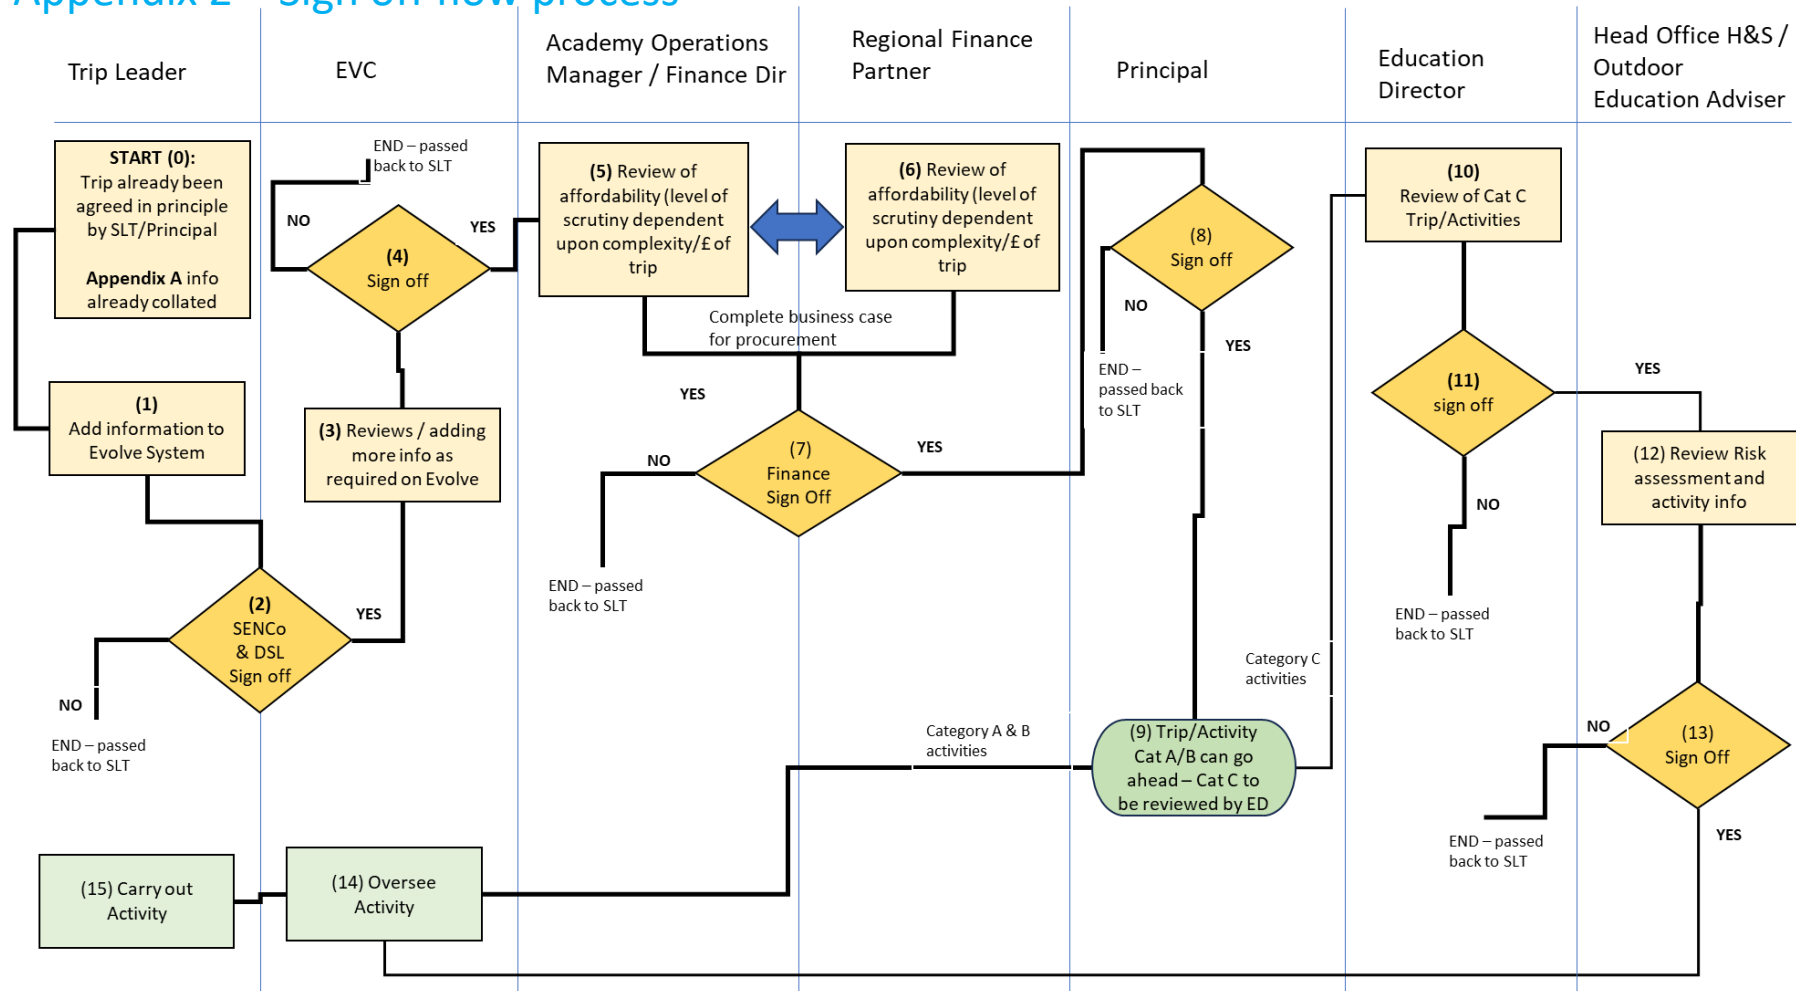 Appendix 2 – Sign off flow process
Trip Leader
EVC
Academy Operations
Manager / Finance Dir
Regional Finance
Partner
Principal
Education
Director
Head Office H&S /
Outdoor
Education Adviser
START (0):
Trip already been
agreed in principle
by SLT/Principal
Appendix A info
already collated
(1)
Add information to
Evolve System
(2)
SENCo
& DSL
Sign off
YES
NO
END – passed
back to SLT
(3) Reviews / adding
more info as
required on Evolve
(4)
Sign off
NO
END – passed
back to SLT
YES
(5) Review of
affordability (level of
scrutiny dependent
upon complexity/£ of
trip
(6) Review of
affordability (level of
scrutiny dependent
upon complexity/£ of
trip
Complete business case
for procurement
YES
(7)
Finance
Sign Off
NO
END – passed
back to SLT
YES
(8)
Sign off
NO
END –
passed back
to SLT
YES
(9) Trip/Activity
Cat A/B can go
ahead – Cat C to
be reviewed by ED
Category A & B
activities
Category C
activities
(10)
Review of Cat C
Trip/Activities
(11)
sign off
NO
END – passed
back to SLT
YES
(12) Review Risk
assessment and
activity info
(13)
Sign Off
NO
END – passed
back to SLT
YES
(14) Oversee
Activity
(15) Carry out
Activity